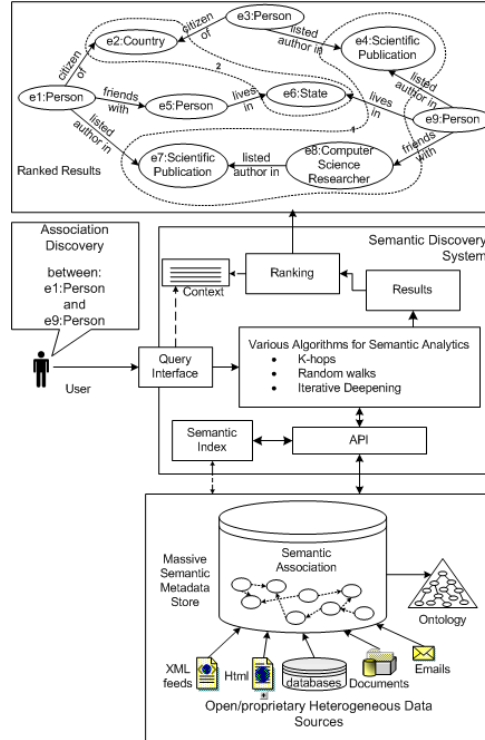 e3:Person
citizen
of
e2:Country
citizen
of
listed
author in
e4:Scientific
Publication
2
e1:Person
friends
with
e5:Person
lives
in
e6:State
lives
in
listed
author in
e9:Person
1
listed
author in
e7:Scientific
Publication
listed
author in
e8:Computer
Science
Researcher
friends
with
Ranked Results
Association
Discovery
between:
e1:Person
and
e9:Person
User
Semantic Discovery
System
Context
Ranking
Results
Query
Interface
Various Algorithms for Semantic Analytics
• K-hops
• Random walks
• Iterative Deepening
Semantic
Index
API
Massive
Semantic
Metadata
Store
Semantic
Association
Ontology
XML
feeds
Html
databases
Documents
Emails
Open/proprietary Heterogeneous Data
Sources